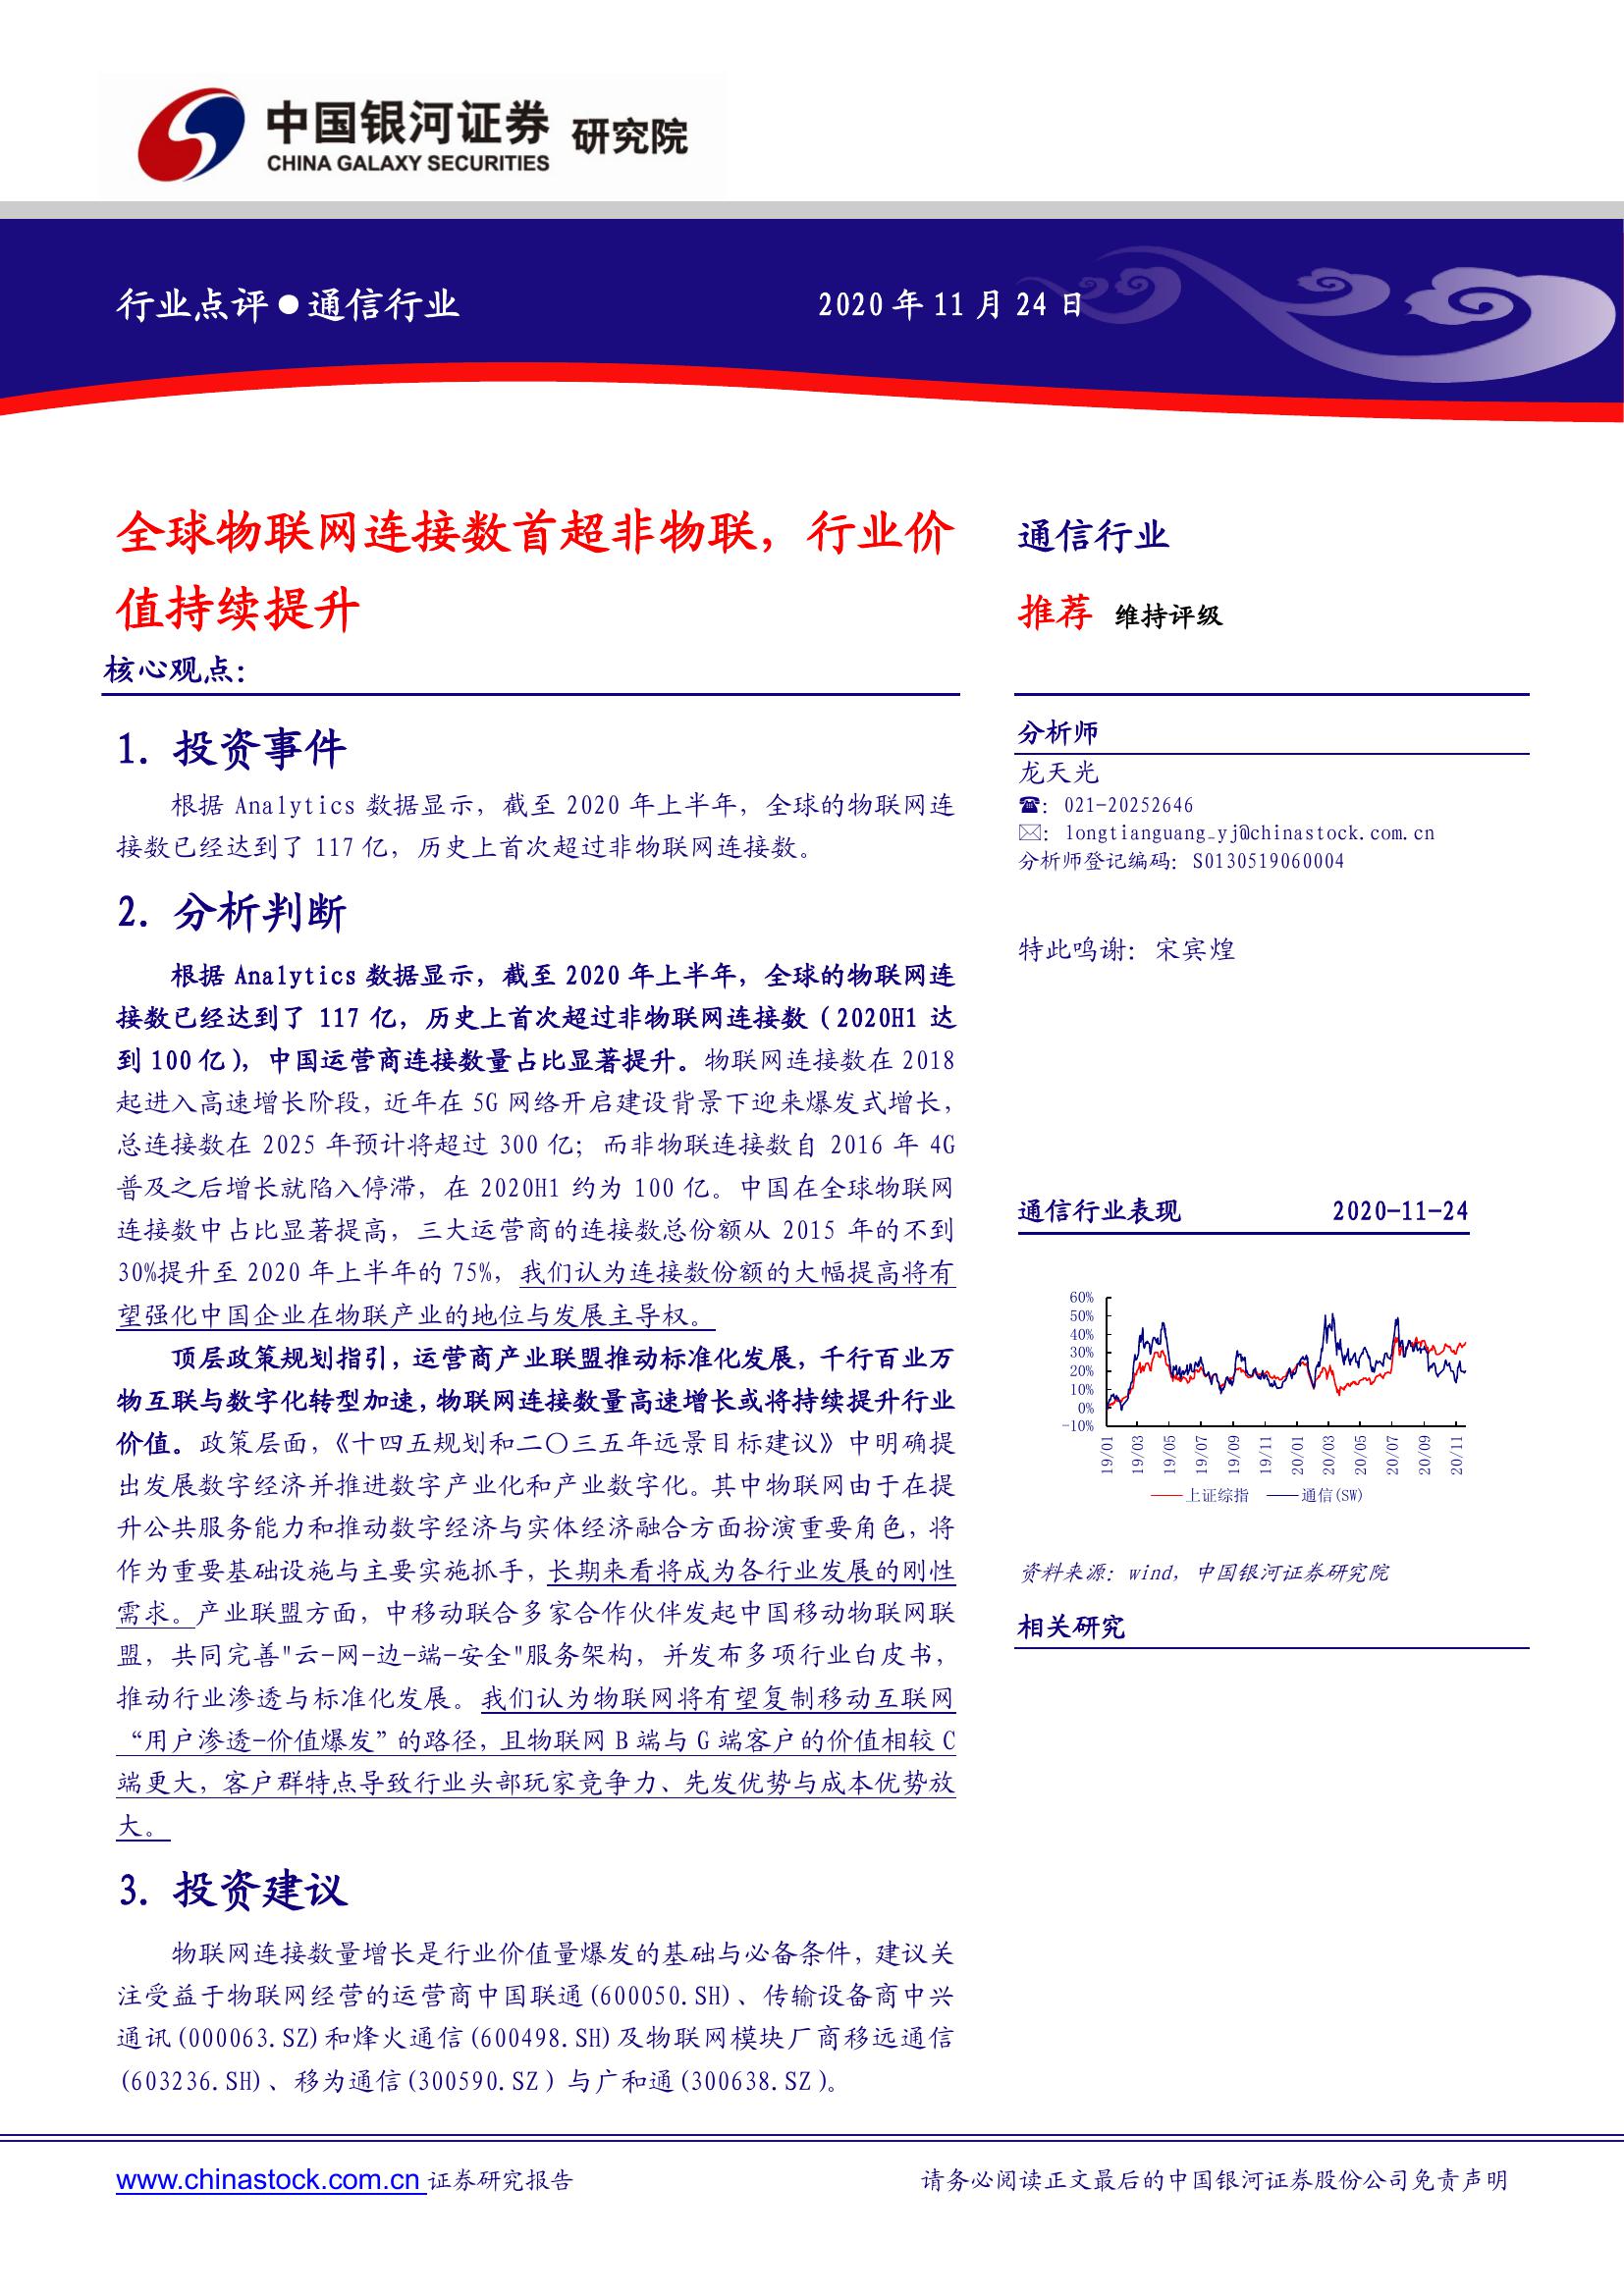 中国银河证券 研究院
CHINA GALAXY SECURITIES
行业点评●通信行业
2020 年 11 月 24 日
全球物联网连接数首超非物联，行业价
值持续提升
核心观点：
1. 投资事件
根据 Analytics 数据显示，截至 2020 年上半年，全球的物联网连
接数已经达到了 117 亿，历史上首次超过非物联网连接数。
2. 分析判断
根据 Analytics 数据显示，截至 2020 年上半年，全球的物联网连
接数已经达到了 117 亿，历史上首次超过非物联网连接数（2020H1 达
到 100 亿），中国运营商连接数量占比显著提升。物联网连接数在 2018
起进入高速增长阶段，近年在 5G 网络开启建设背景下迎来爆发式增长，
总连接数在 2025 年预计将超过 300 亿；而非物联连接数自 2016 年 4G
普及之后增长就陷入停滞，在 2020H1 约为 100 亿。中国在全球物联网
连接数中占比显著提高，三大运营商的连接数总份额从 2015 年的不到
30%提升至 2020 年上半年的 75%，我们认为连接数份额的大幅提高将有
望强化中国企业在物联产业的地位与发展主导权。
顶层政策规划指引，运营商产业联盟推动标准化发展，千行百业万
物互联与数字化转型加速，物联网连接数量高速增长或将持续提升行业
价值。政策层面，《十四五规划和二〇三五年远景目标建议》中明确提
出发展数字经济并推进数字产业化和产业数字化。其中物联网由于在提
升公共服务能力和推动数字经济与实体经济融合方面扮演重要角色，将
作为重要基础设施与主要实施抓手，长期来看将成为各行业发展的刚性
需求。产业联盟方面，中移动联合多家合作伙伴发起中国移动物联网联
盟，共同完善"云-网-边-端-安全"服务架构，并发布多项行业白皮书，
推动行业渗透与标准化发展。我们认为物联网将有望复制移动互联网
“用户渗透-价值爆发”的路径，且物联网 B 端与 G 端客户的价值相较 C
端更大，客户群特点导致行业头部玩家竞争力、先发优势与成本优势放
大。
3. 投资建议
物联网连接数量增长是行业价值量爆发的基础与必备条件，建议关
注受益于物联网经营的运营商中国联通(600050.SH)、传输设备商中兴
通讯(000063.SZ)和烽火通信(600498.SH)及物联网模块厂商移远通信
(603236.SH)、移为通信(300590.SZ)与广和通(300638.SZ)。
通信行业
推荐 维持评级
分析师
龙天光
☎：021-20252646
✉：longtianguang_yj@chinastock.com.cn
分析师登记编码：S0130519060004
特此鸣谢：宋宾煌
通信行业表现 2020-11-24
60%
50%
40%
30%
20%
10%
0%
-10%
19/01 19/03 19/05 19/07 19/09 19/11 20/01 20/03 20/05 20/07 20/09 20/11
上证综指 通信(SW)
资料来源：wind，中国银河证券研究院
相关研究
www.chinastock.com.cn 证券研究报告
请务必阅读正文最后的中国银河证券股份公司免责声明